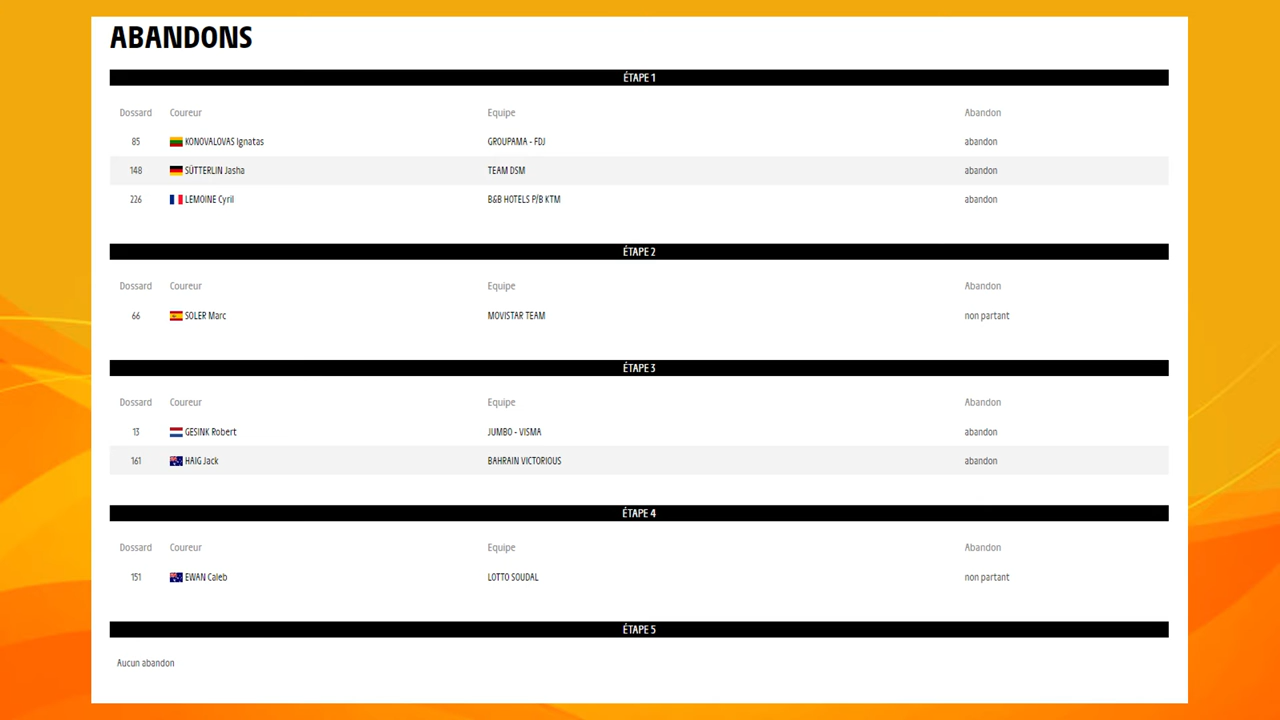 ABANDONS
ÉTAPE 1
Dossard Coureur Equipe Abandon
85 KONOVALOVAS Ignatas GROUPAMA - FDJ abandon
148 SÜTTERLIN Jasha TEAM DSM abandon
226 LEMOINE Cyril B&B HOTELS P/B KTM abandon
ÉTAPE 2
Dossard Coureur Equipe Abandon
66 SOLER Marc MOVISTAR TEAM non partant
ÉTAPE 3
Dossard Coureur Equipe Abandon
13 GESINK Robert JUMBO - VISMA abandon
161 HAIG Jack BAHRAIN VICTORIOUS abandon
ÉTAPE 4
Dossard Coureur Equipe Abandon
151 EWAN Caleb LOTTO SOUDAL non partant
ÉTAPE 5
Aucun abandon